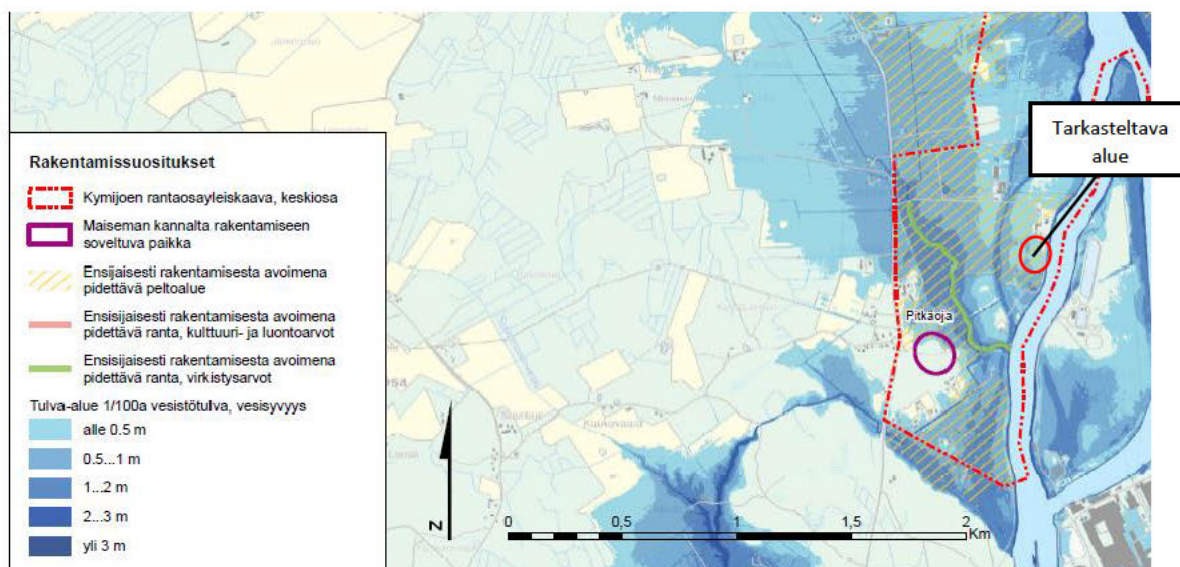 Tarkasteltava
alue
Rakentamissuositukset
Kymijoen rantaosayleiskaava, keskiosa
Maiseman kannalta rakentamiseen
soveltuva paikka
Ensijaisesti rakentamisesta avoimena
pidettävä peltoalue
Ensisijaisesti rakentamisesta avoimena
pidettävä ranta, kulttuuri- ja luontoarvot
Ensisijaisesti rakentamisesta avoimena
pidettävä ranta, virkistysarvot
Tulva-alue 1/100a vesistötulva, vesisyvyys
alle 0.5 m
0.5...1 m
1...2 m
2...3 m
yli 3 m
Pitkäoja
N
0 0,5 1 1,5 2
Km